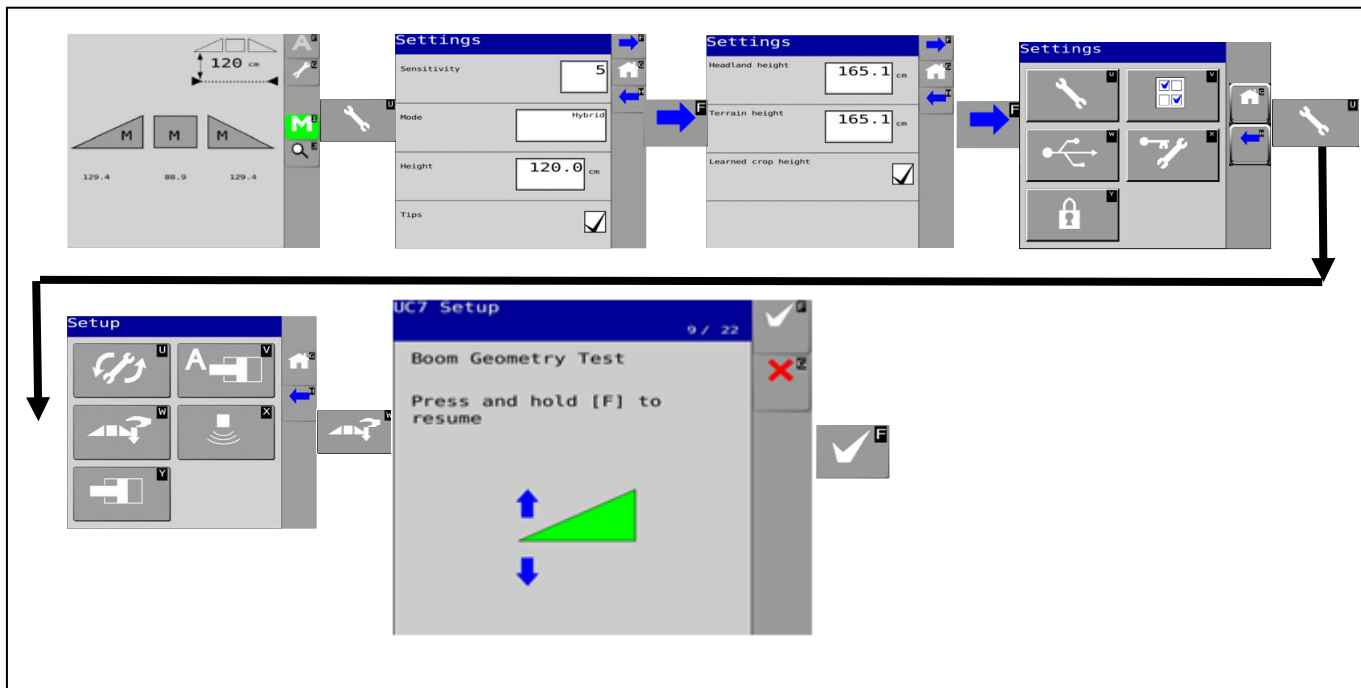 A
120 cm
M M M
M
129.4 88.9 129.4
U
Settings
Sensitivity 5
Mode Hybrid
Height 120.0 cm
Tips
F
G
I
F
Settings
Headland height 165.1 cm
Terrain height 165.1 cm
Learned crop height
F
G
I
F
Settings
U V
W X
Y
G
I
U
Setup
U V
A
W X
Y
G
I
W
UC7 Setup
9/ 22
Boom Geometry Test
Press and hold [F] to
resume
F